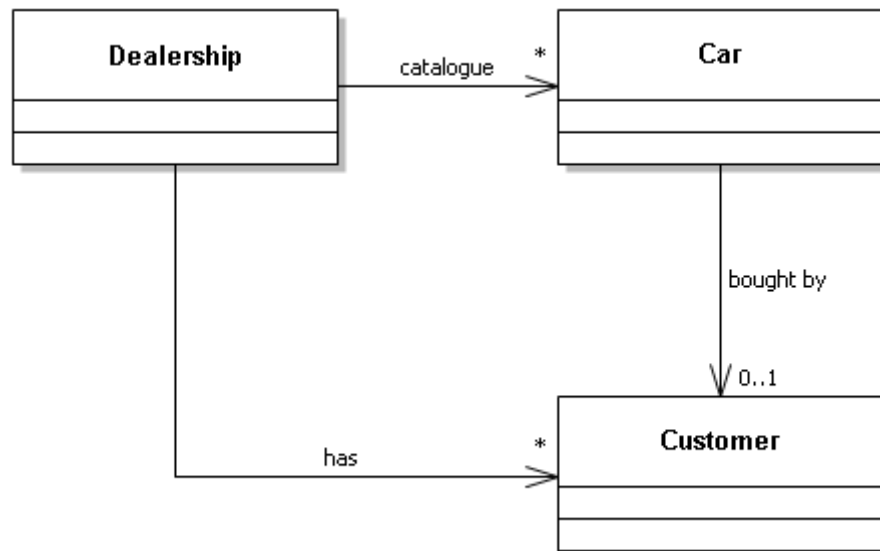 Dealership
catalogue
*
Car
bought by
0..1
has
*
Customer